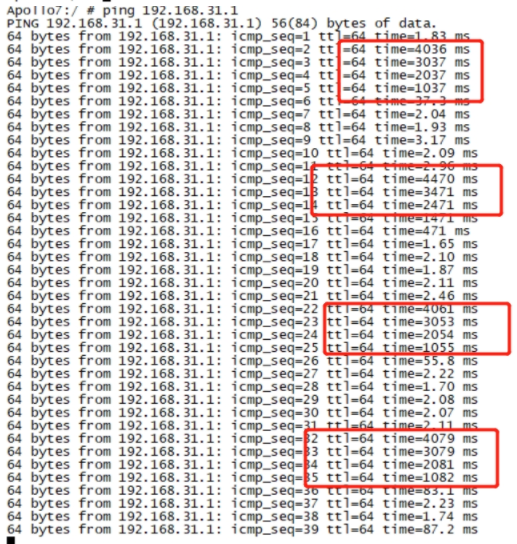 Apollo7:/ # ping 192.168.31.1
PING 192.168.31.1 (192.168.31.1) 56(84) bytes of data.
64 bytes from 192.168.31.1: icmp_seq=1 ttl=64 time=1.83 ms
64 bytes from 192.168.31.1: icmp_seq=2 ttl=64 time=4036 ms
64 bytes from 192.168.31.1: icmp_seq=3 ttl=64 time=3037 ms
64 bytes from 192.168.31.1: icmp_seq=4 ttl=64 time=2037 ms
64 bytes from 192.168.31.1: icmp_seq=5 ttl=64 time=1037 ms
64 bytes from 192.168.31.1: icmp_seq=6 ttl=64 time=37.3 ms
64 bytes from 192.168.31.1: icmp_seq=7 ttl=64 time=2.04 ms
64 bytes from 192.168.31.1: icmp_seq=8 ttl=64 time=1.93 ms
64 bytes from 192.168.31.1: icmp_seq=9 ttl=64 time=3.17 ms
64 bytes from 192.168.31.1: icmp_seq=10 ttl=64 time=2.09 ms
64 bytes from 192.168.31.1: icmp_seq=11 ttl=64 time=2.96 ms
64 bytes from 192.168.31.1: icmp_seq=12 ttl=64 time=4470 ms
64 bytes from 192.168.31.1: icmp_seq=13 ttl=64 time=3471 ms
64 bytes from 192.168.31.1: icmp_seq=14 ttl=64 time=2471 ms
64 bytes from 192.168.31.1: icmp_seq=15 ttl=64 time=1471 ms
64 bytes from 192.168.31.1: icmp_seq=16 ttl=64 time=471 ms
64 bytes from 192.168.31.1: icmp_seq=17 ttl=64 time=1.65 ms
64 bytes from 192.168.31.1: icmp_seq=18 ttl=64 time=2.10 ms
64 bytes from 192.168.31.1: icmp_seq=19 ttl=64 time=1.87 ms
64 bytes from 192.168.31.1: icmp_seq=20 ttl=64 time=2.11 ms
64 bytes from 192.168.31.1: icmp_seq=21 ttl=64 time=2.46 ms
64 bytes from 192.168.31.1: icmp_seq=22 ttl=64 time=4061 ms
64 bytes from 192.168.31.1: icmp_seq=23 ttl=64 time=3053 ms
64 bytes from 192.168.31.1: icmp_seq=24 ttl=64 time=2054 ms
64 bytes from 192.168.31.1: icmp_seq=25 ttl=64 time=1055 ms
64 bytes from 192.168.31.1: icmp_seq=26 ttl=64 time=55.8 ms
64 bytes from 192.168.31.1: icmp_seq=27 ttl=64 time=2.22 ms
64 bytes from 192.168.31.1: icmp_seq=28 ttl=64 time=1.70 ms
64 bytes from 192.168.31.1: icmp_seq=29 ttl=64 time=2.08 ms
64 bytes from 192.168.31.1: icmp_seq=30 ttl=64 time=2.07 ms
64 bytes from 192.168.31.1: icmp_seq=31 ttl=64 time=2.11 ms
64 bytes from 192.168.31.1: icmp_seq=32 ttl=64 time=4079 ms
64 bytes from 192.168.31.1: icmp_seq=33 ttl=64 time=3079 ms
64 bytes from 192.168.31.1: icmp_seq=34 ttl=64 time=2081 ms
64 bytes from 192.168.31.1: icmp_seq=35 ttl=64 time=1082 ms
64 bytes from 192.168.31.1: icmp_seq=36 ttl=64 time=83.1 ms
64 bytes from 192.168.31.1: icmp_seq=37 ttl=64 time=2.23 ms
64 bytes from 192.168.31.1: icmp_seq=38 ttl=64 time=1.74 ms
64 bytes from 192.168.31.1: icmp_seq=39 ttl=64 time=87.2 ms